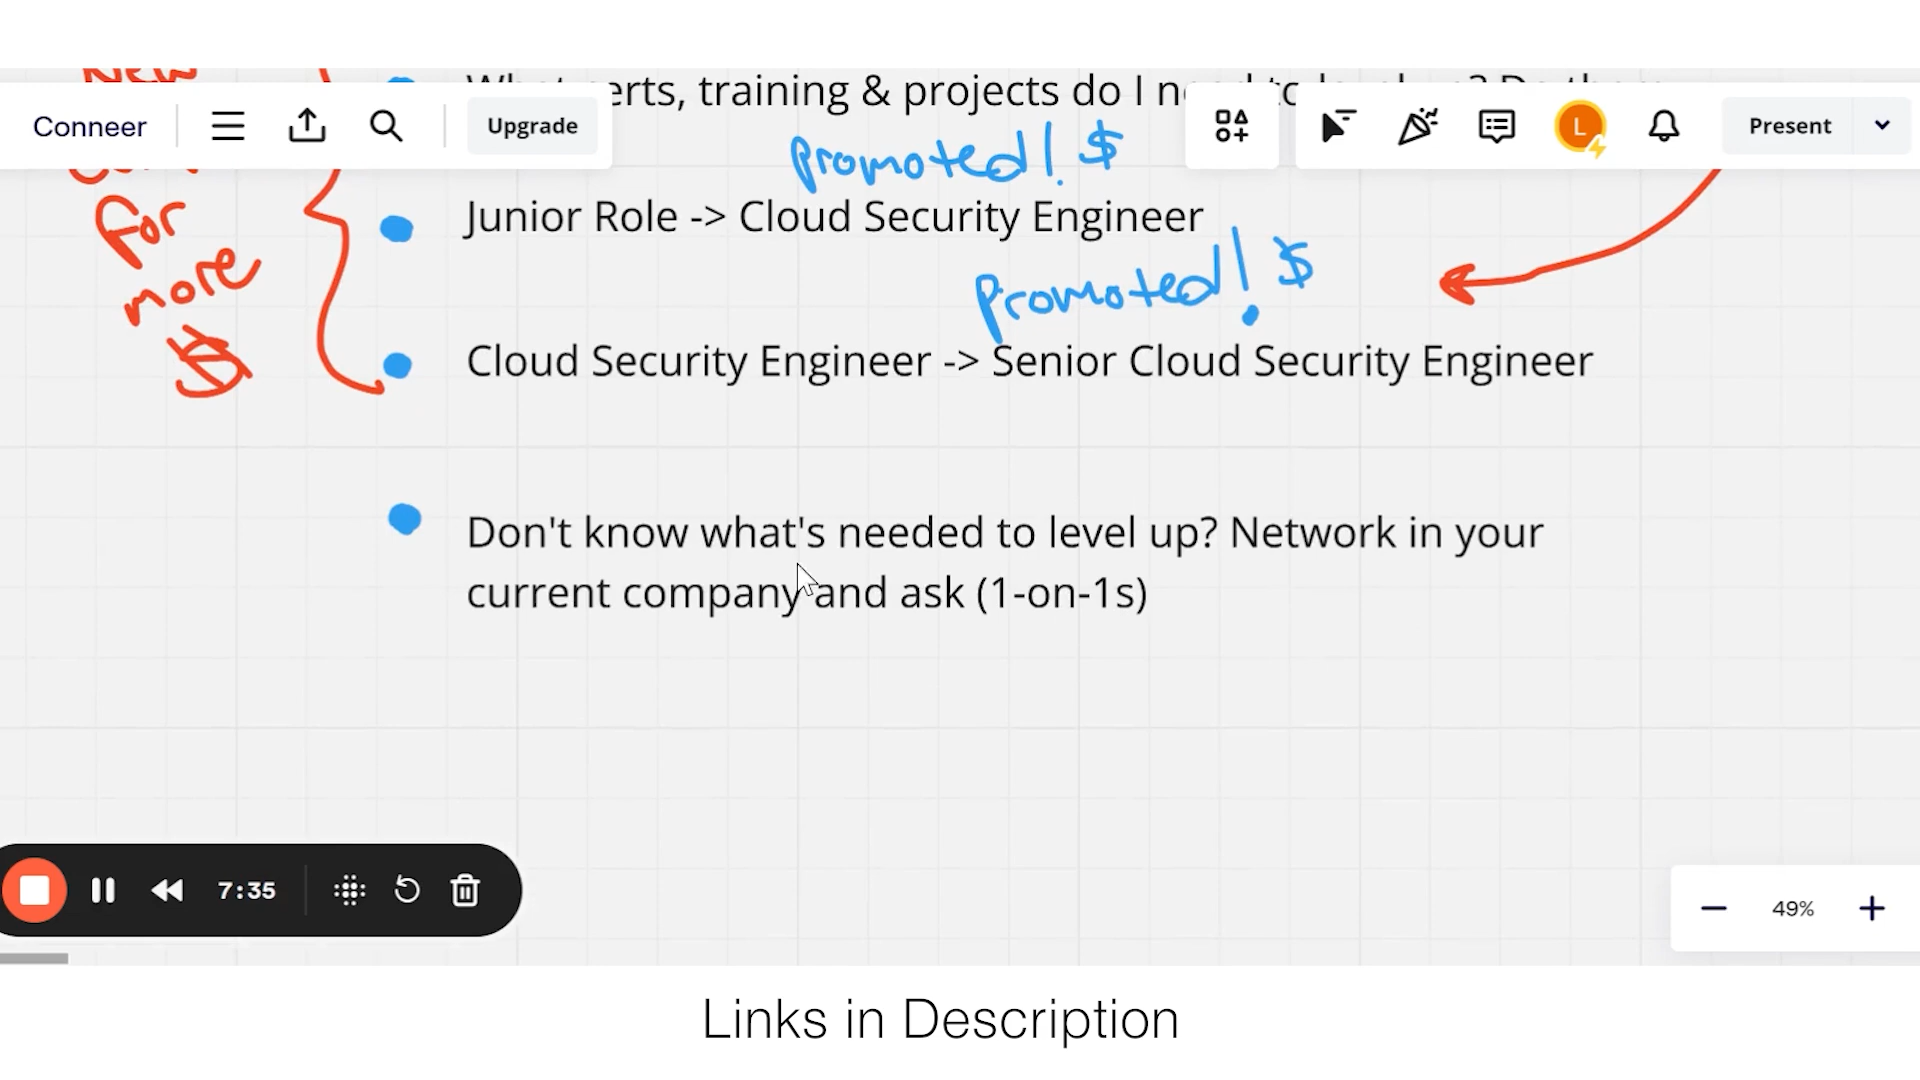 New
erts, training & projects do I
Conneer
Upgrade
L
Present
promoted! $
Junior Role -> Cloud Security Engineer
for
more
$
promoted! $
Cloud Security Engineer -> Senior Cloud Security Engineer
Don't know what's needed to level up? Network in your
current company and ask (1-on-1s)
7:35
49%
Links in Description